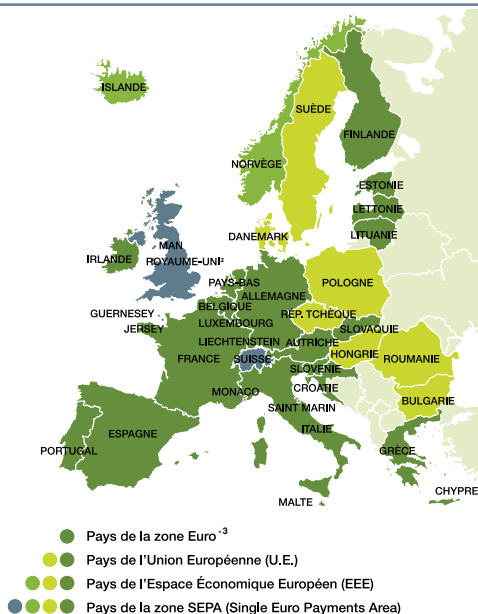 ISLANDE
SUÈDE
FINLANDE
NORVÈGE
ESTONIE
LETTONIE
LITUANIE
DANEMARK
MAN
ROYAUME-UNI²
IRLANDE
PAYS-BAS
POLOGNE
ALLEMAGNE
BELGIQUE
GUERNESEY
JERSEY
RÉP. TCHÈQUE
LUXEMBOURG
SLOVAQUIE
LIECHTENSTEIN
AUTRICHE
FRANCE
SUISSE
HONGRIE
ROUMANIE
SLOVENIE
CROATIE
MONACO
BULGARIE
SAINT MARIN
ESPAGNE
ITALIE
PORTUGAL
GRÈCE
CHYPRE
MALTE
Pays de la zone Euro *3
Pays de l'Union Européenne (U.E.)
Pays de l'Espace Économique Européen (EEE)
Pays de la zone SEPA (Single Euro Payments Area)